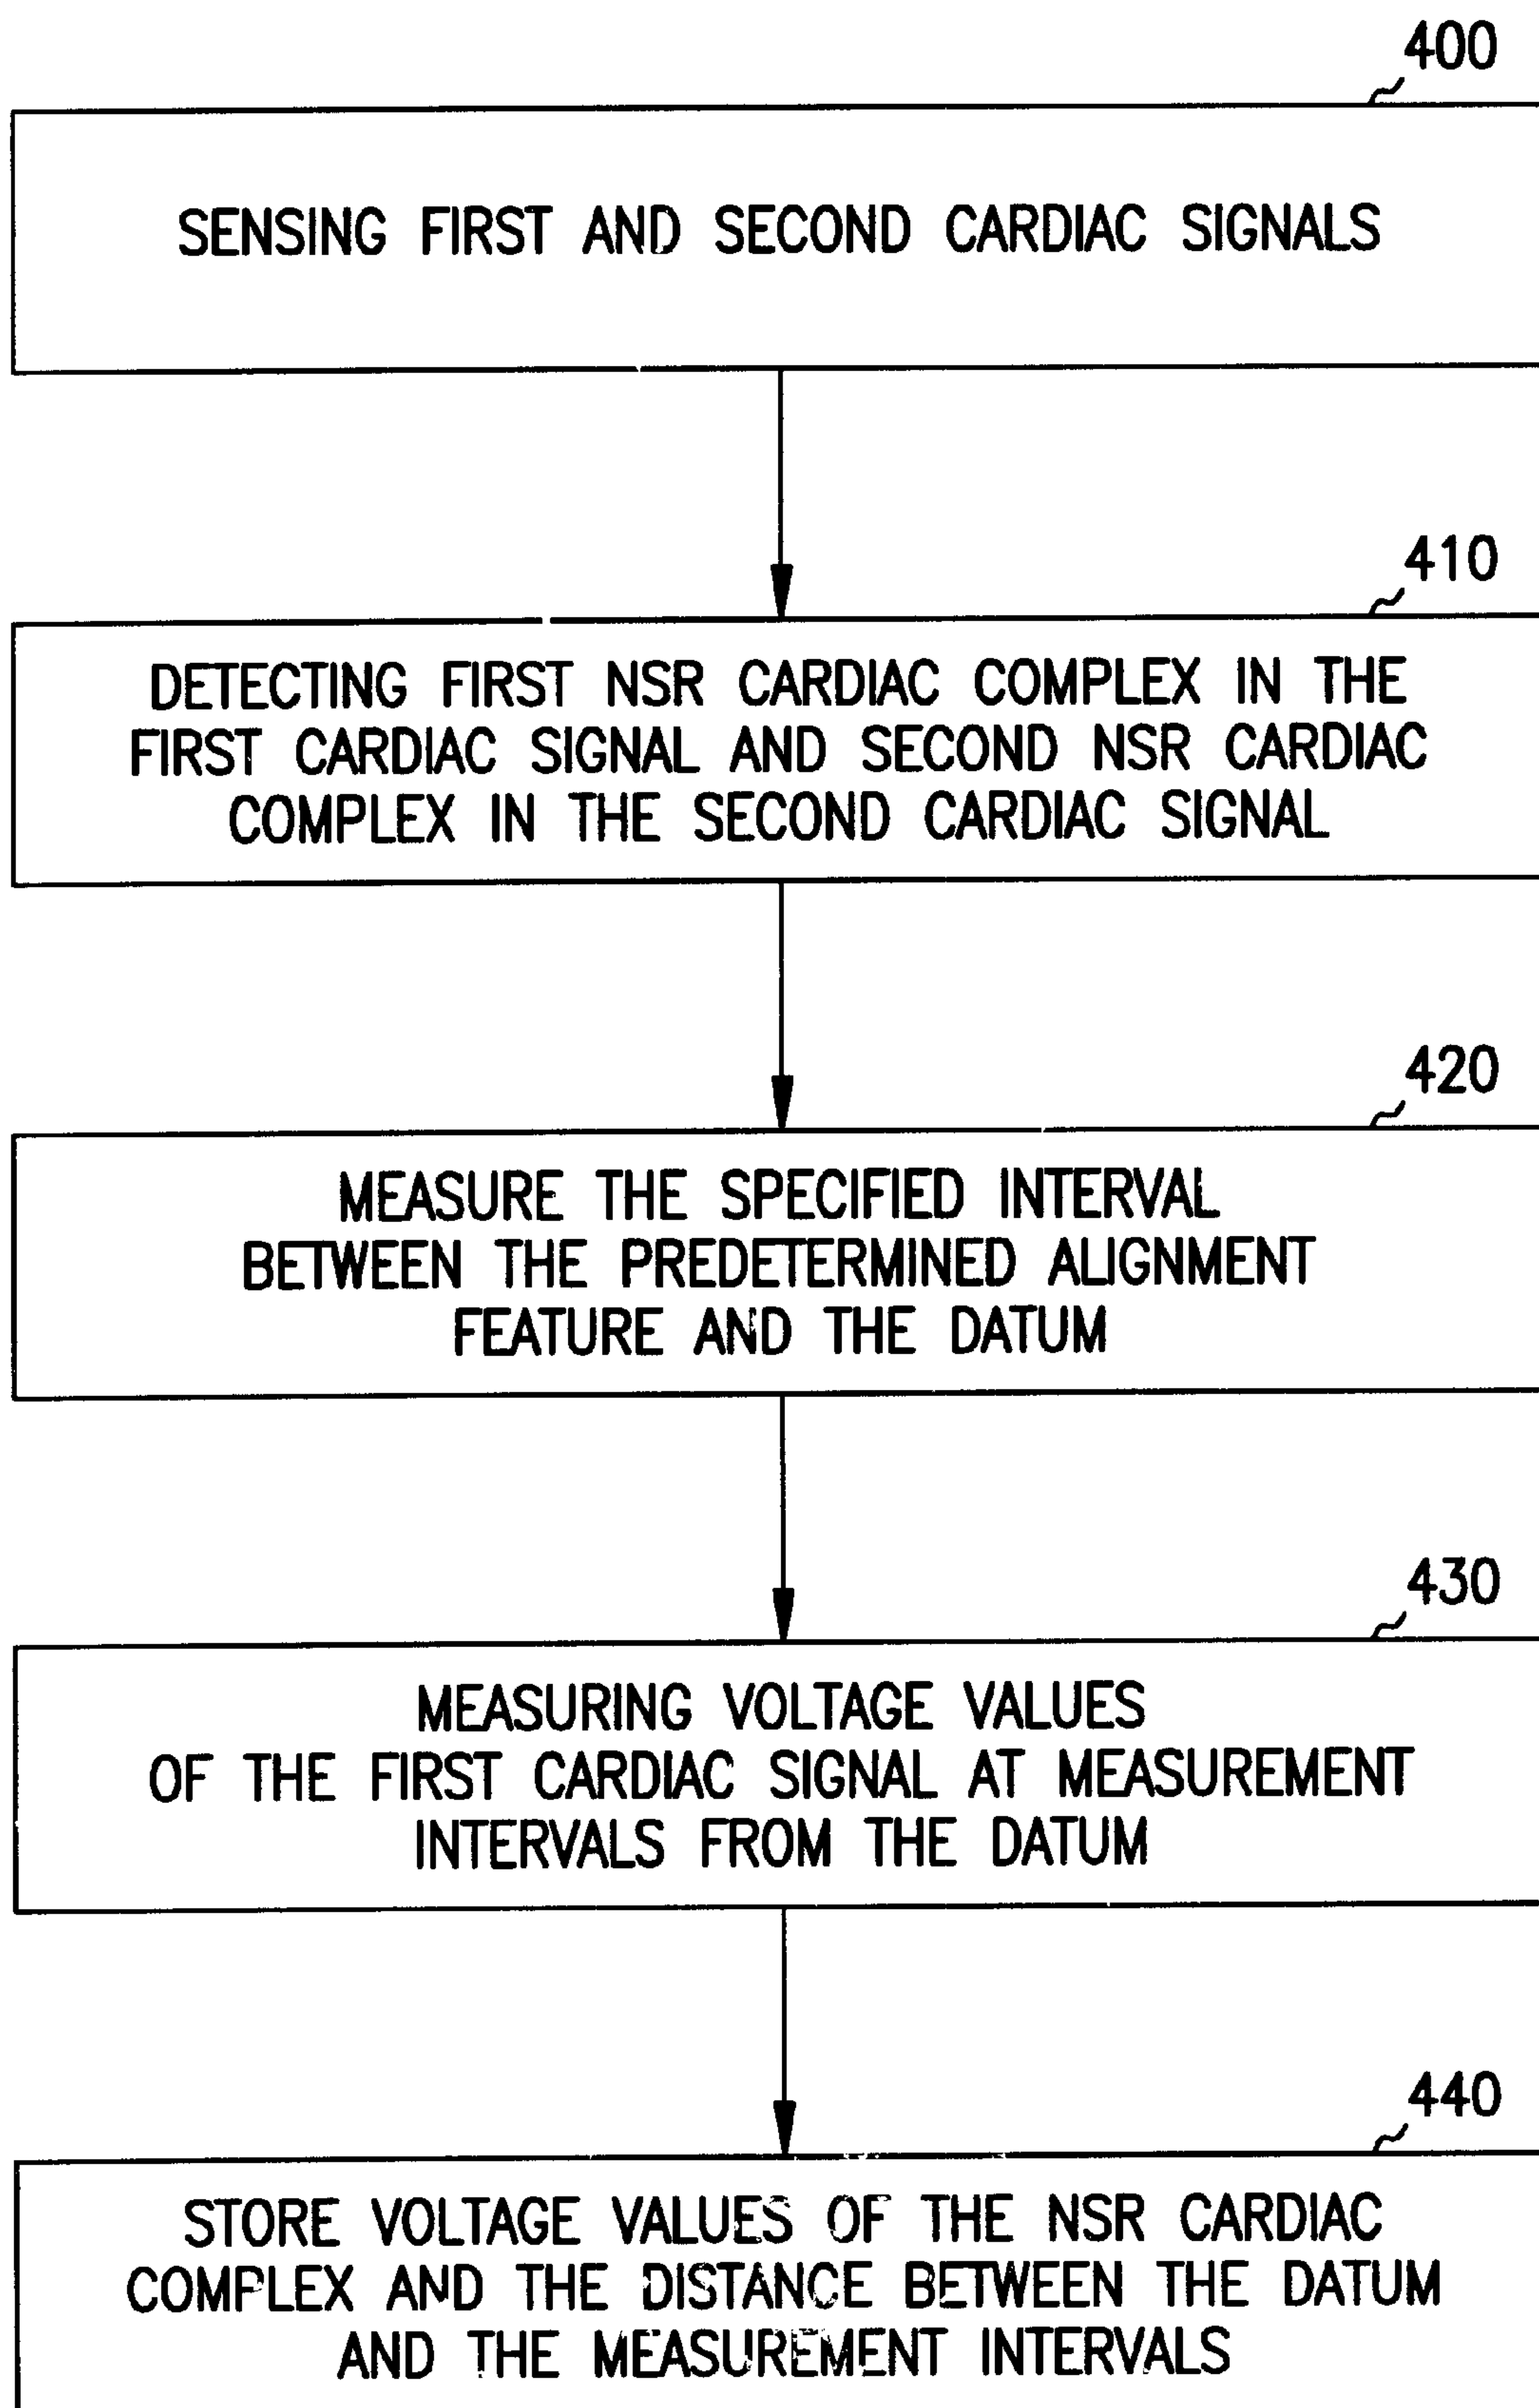 400
SENSING FIRST AND SECOND CARDIAC SIGNALS
410
DETECTING FIRST NSR CARDIAC COMPLEX IN THE
FIRST CARDIAC SIGNAL AND SECOND NSR CARDIAC
COMPLEX IN THE SECOND CARDIAC SIGNAL
420
MEASURE THE SPECIFIED INTERVAL
BETWEEN THE PREDETERMINED ALIGNMENT
FEATURE AND THE DATUM
430
MEASURING VOLTAGE VALUES
OF THE FIRST CARDIAC SIGNAL AT MEASUREMENT
INTERVALS FROM THE DATUM
440
STORE VOLTAGE VALUES OF THE NSR CARDIAC
COMPLEX AND THE DISTANCE BETWEEN THE DATUM
AND THE MEASUREMENT INTERVALS